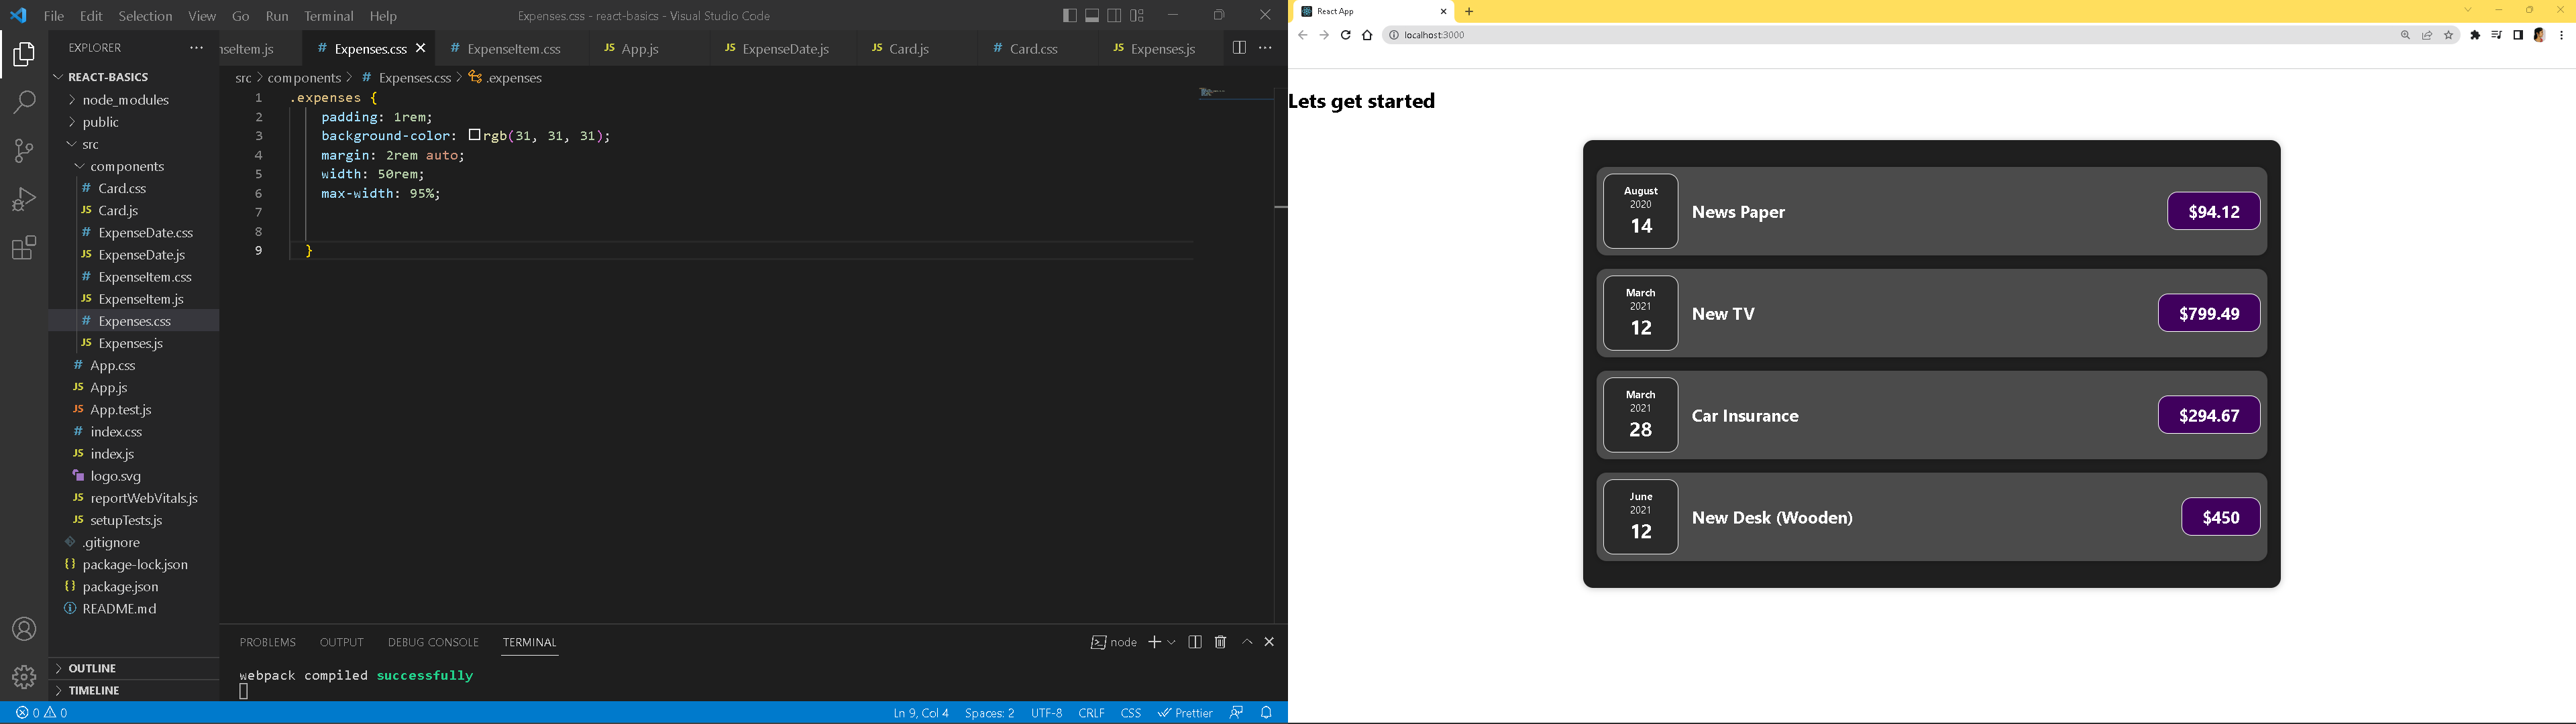 File Edit Selection View Go Run Terminal Help
Expenses.css - react-basics - Visual Studio Code
EXPLORER
REACT-BASICS
node_modules
public
src
components
Card.css
Card.js
ExpenseDate.css
ExpenseDate.js
ExpenseItem.css
ExpenseItem.js
Expenses.css
Expenses.js
App.css
App.js
App.test.js
index.css
index.js
logo.svg
reportWebVitals.js
setupTests.js
.gitignore
package-lock.json
package.json
README.md
OUTLINE
TIMELINE
nseItem.js # Expenses.css # ExpenseItem.css JS App.js JS ExpenseDate.js JS Card.js # Card.css JS Expenses.js
src > components > # Expenses.css > .expenses
1 .expenses {
2 padding: 1rem;
3 background-color: rgb(31, 31, 31);
4 margin: 2rem auto;
5 width: 50rem;
6 max-width: 95%;
7
8
9 }
PROBLEMS OUTPUT DEBUG CONSOLE TERMINAL
node
webpack compiled successfully
0 0
Ln 9, Col 4 Spaces: 2 UTF-8 CRLF CSS Prettier
React App
localhost:3000
Lets get started
August
2020
14
News Paper
$94.12
March
2021
12
New TV
$799.49
March
2021
28
Car Insurance
$294.67
June
2021
12
New Desk (Wooden)
$450